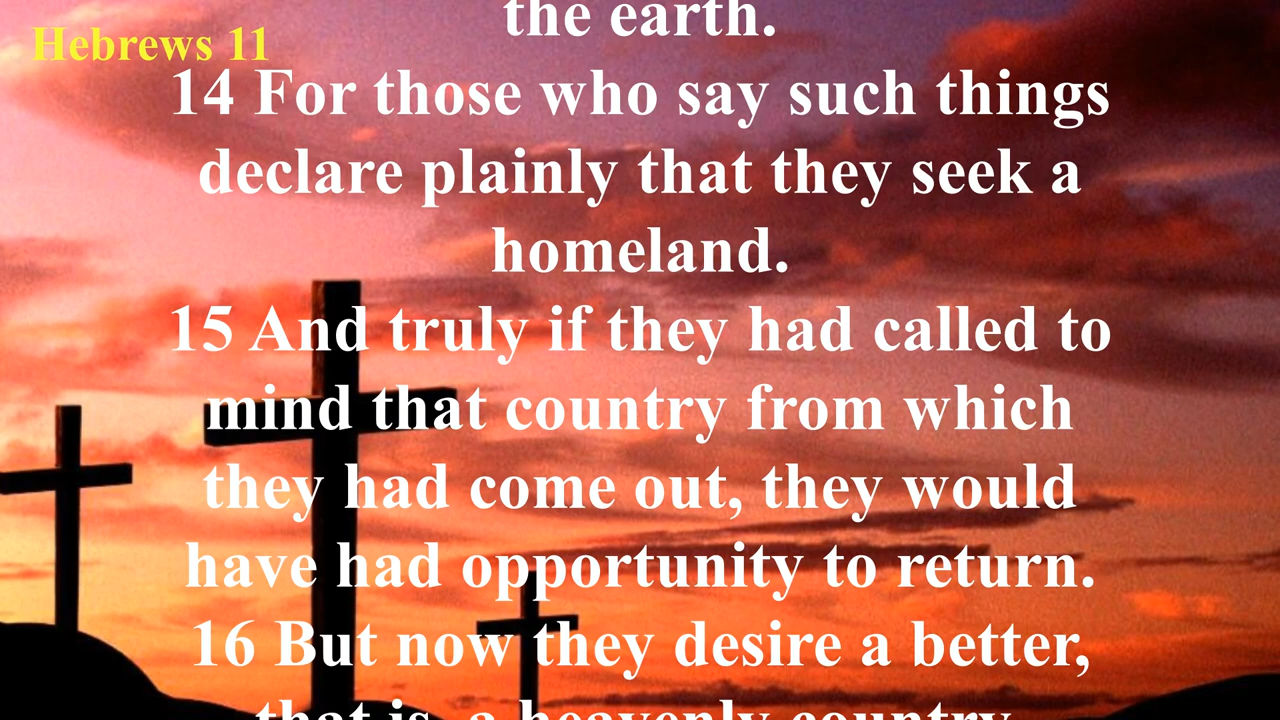 the earth.
Hebrews 11
14 For those who say such things
declare plainly that they seek a
homeland.
15 And truly if they had called to
mind that country from which
they had come out, they would
have had opportunity to return.
16 But now they desire a better,
that is, a heavenly country.